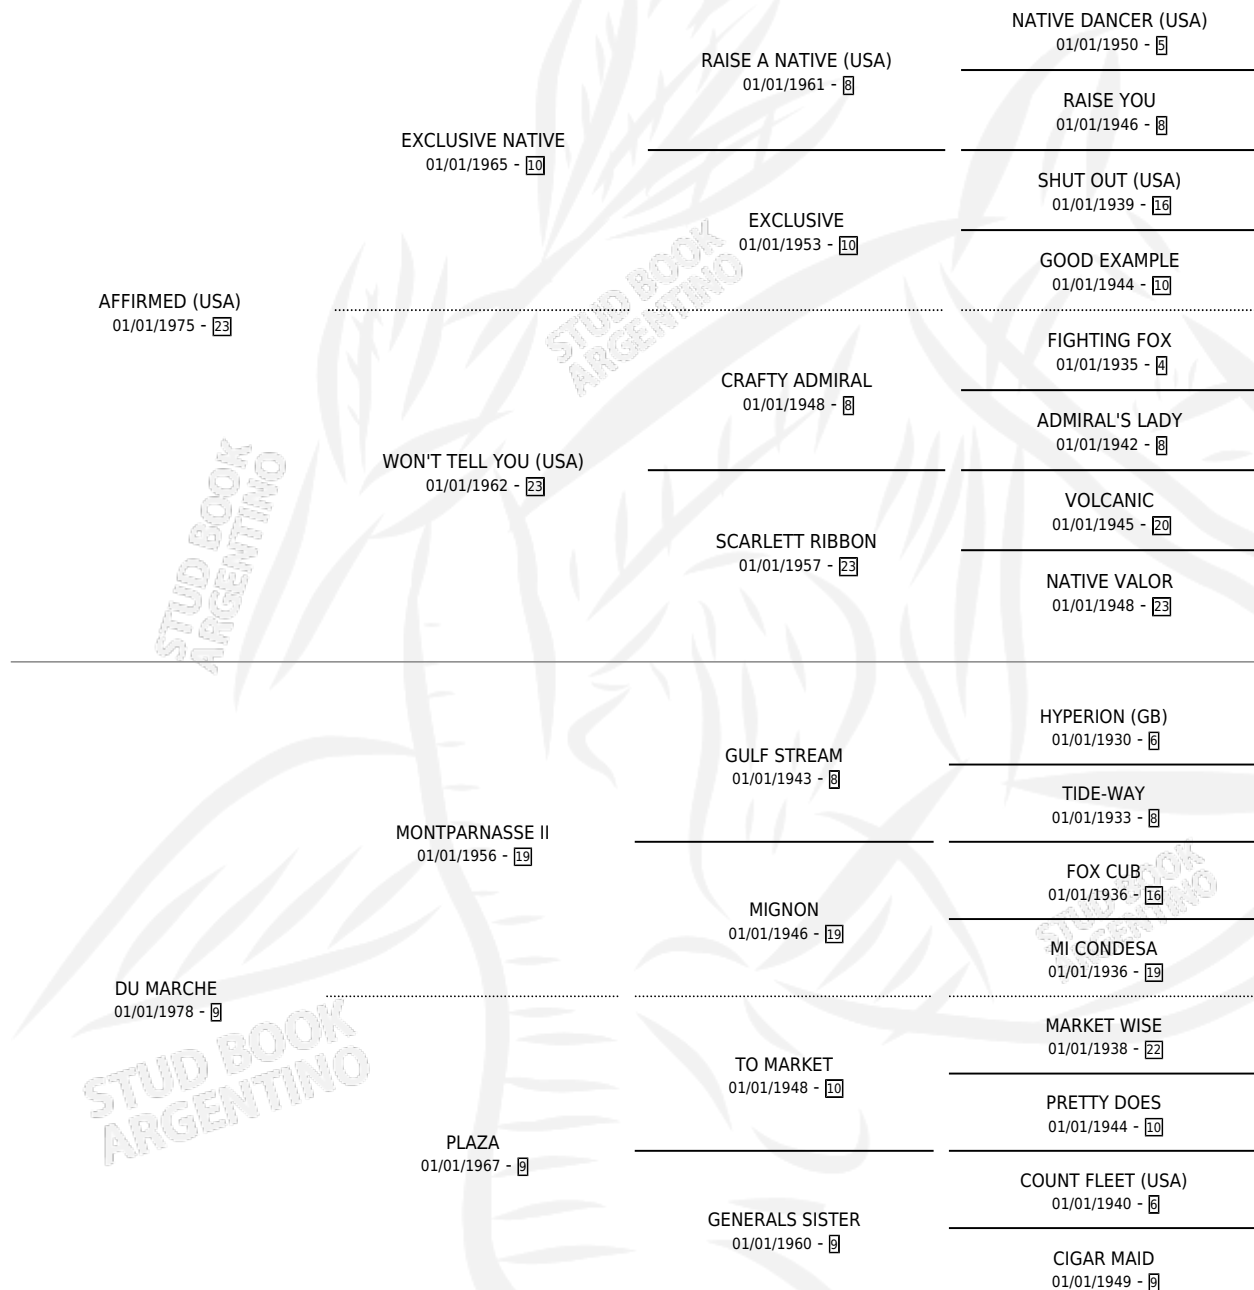 NATIVE DANCER (USA)
01/01/1950 - 5
RAISE A NATIVE (USA)
01/01/1961 - 8
RAISE YOU
01/01/1946 - 8
EXCLUSIVE NATIVE
01/01/1965 - 10
SHUT OUT (USA)
01/01/1939 - 16
EXCLUSIVE
01/01/1953 - 10
GOOD EXAMPLE
01/01/1944 - 10
AFFIRMED (USA)
01/01/1975 - 23
STUD BOOK
ARGENTINO
FIGHTING FOX
01/01/1935 - 4
CRAFTY ADMIRAL
01/01/1948 - 8
ADMIRAL'S LADY
01/01/1942 - 8
WON'T TELL YOU (USA)
01/01/1962 - 23
VOLCANIC
01/01/1945 - 20
SCARLETT RIBBON
01/01/1957 - 23
NATIVE VALOR
01/01/1948 - 23
STUD BOOK
ARGENTINO
HYPERION (GB)
01/01/1930 - 6
GULF STREAM
01/01/1943 - 8
TIDE-WAY
01/01/1933 - 8
MONTPARNASSE II
01/01/1956 - 19
FOX CUB
01/01/1936 - 16
MIGNON
01/01/1946 - 19
MI CONDESA
01/01/1936 - 19
STUD BOOK
ARGENTINO
DU MARCHE
01/01/1978 - 9
STUD BOOK
ARGENTINO
MARKET WISE
01/01/1938 - 22
TO MARKET
01/01/1948 - 10
PRETTY DOES
01/01/1944 - 10
PLAZA
01/01/1967 - 9
COUNT FLEET (USA)
01/01/1940 - 6
GENERALS SISTER
01/01/1960 - 9
CIGAR MAID
01/01/1949 - 9